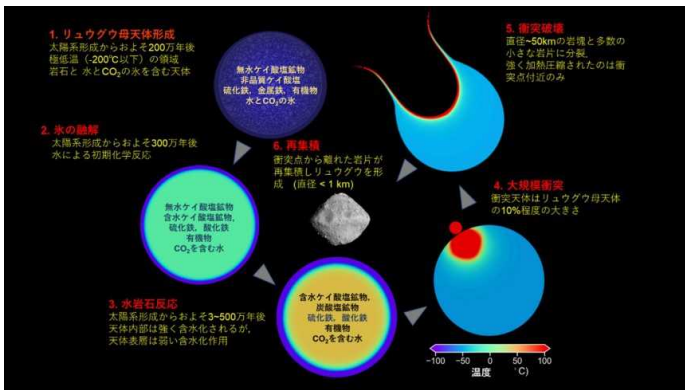 1. リュウグウ母天体形成
太陽系形成からおよそ200万年後
極低温（-200℃以下）の領域
岩石と 水とCO₂の氷を含む天体
無水ケイ酸塩鉱物
非晶質ケイ酸塩
硫化鉄，金属鉄，有機物
水とCO₂の氷
2. 氷の融解
太陽系形成からおよそ300万年後
水による初期化学反応
無水ケイ酸塩鉱物
含水ケイ酸塩鉱物，
硫化鉄，酸化鉄
有機物
CO₂を含む水
3. 水岩石反応
太陽系形成からおよそ3~500万年後
天体内部は強く含水化されるが，
天体表層は弱い含水化作用
含水ケイ酸塩鉱物，
炭酸塩鉱物
硫化鉄，酸化鉄
有機物
CO₂を含む水
4. 大規模衝突
衝突天体はリュウグウ母天体
の10%程度の大きさ
5. 衝突破壊
直径~50kmの岩塊と多数の
小さな岩片に分裂，
強く加熱圧縮されたのは衝
突点付近のみ
6. 再集積
衝突点から離れた岩片が
再集積しリュウグウを形
成 （直径 < 1 km）
-100 -50 0 50 100
温度 ℃)